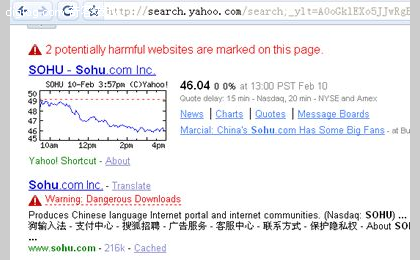 http://search.yahoo.com/search;_ylt=A0oGklEXo5JJwRgE
2 potentially harmful websites are marked on this page.
SOHU - Sohu.com Inc.
SOHU 10-Feb 3:57pm (C)Yahoo!
50
49
48
47
46
45
10am 12pm 2pm 4pm
46.04 0 0% at 13:00 PST Feb 10
Quote delay: 15 min - Nasdaq, 20 min - NYSE and Amex
News | Charts | Quotes | Message Boards
Marcial: China's Sohu.com Has Some Big Fans - at Bu
Yahoo! Shortcut - About
Sohu.com Inc. - Translate
Warning: Dangerous Downloads
Produces Chinese language Internet portal and internet communities. (Nasdaq: SOHU) ...
狗输入法 - 支付中心 - 搜狐招聘 - 广告服务 - 客服中心 - 联系方式 - 保护隐私权 - About SO
...
www.sohu.com - 216k - Cached